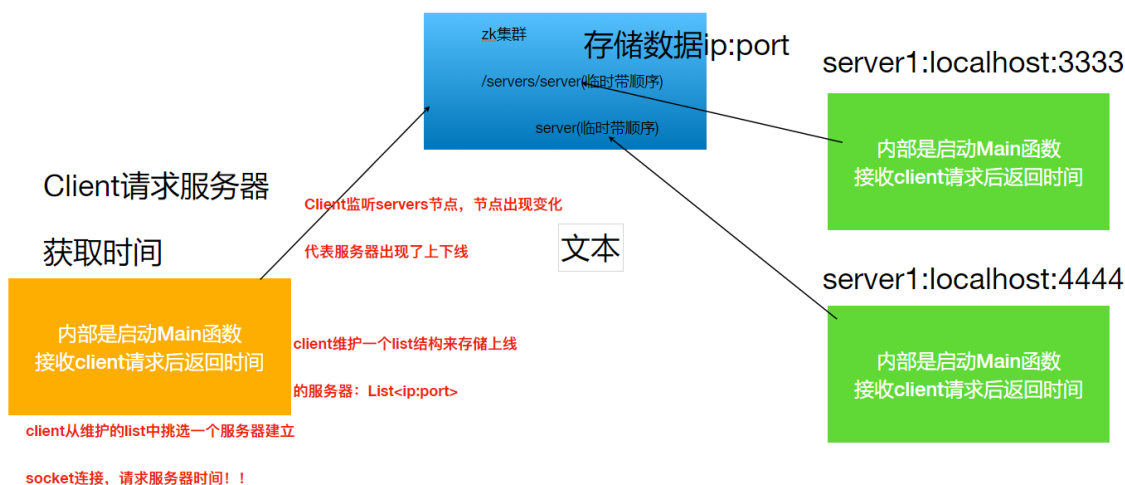 zk集群
存储数据ip:port
/servers/server(临时带顺序)
server(临时带顺序)
server1:localhost:3333
内部是启动Main函数
接收client请求后返回时间
Client请求服务器
获取时间
Client监听servers节点，节点出现变化
代表服务器出现了上下线
文本
server1:localhost:4444
内部是启动Main函数
接收client请求后返回时间
内部是启动Main函数
接收client请求后返回时间
client维护一个list结构来存储上线
的服务器：List<ip:port>
client从维护的list中挑选一个服务器建立
socket连接，请求服务器时间！！